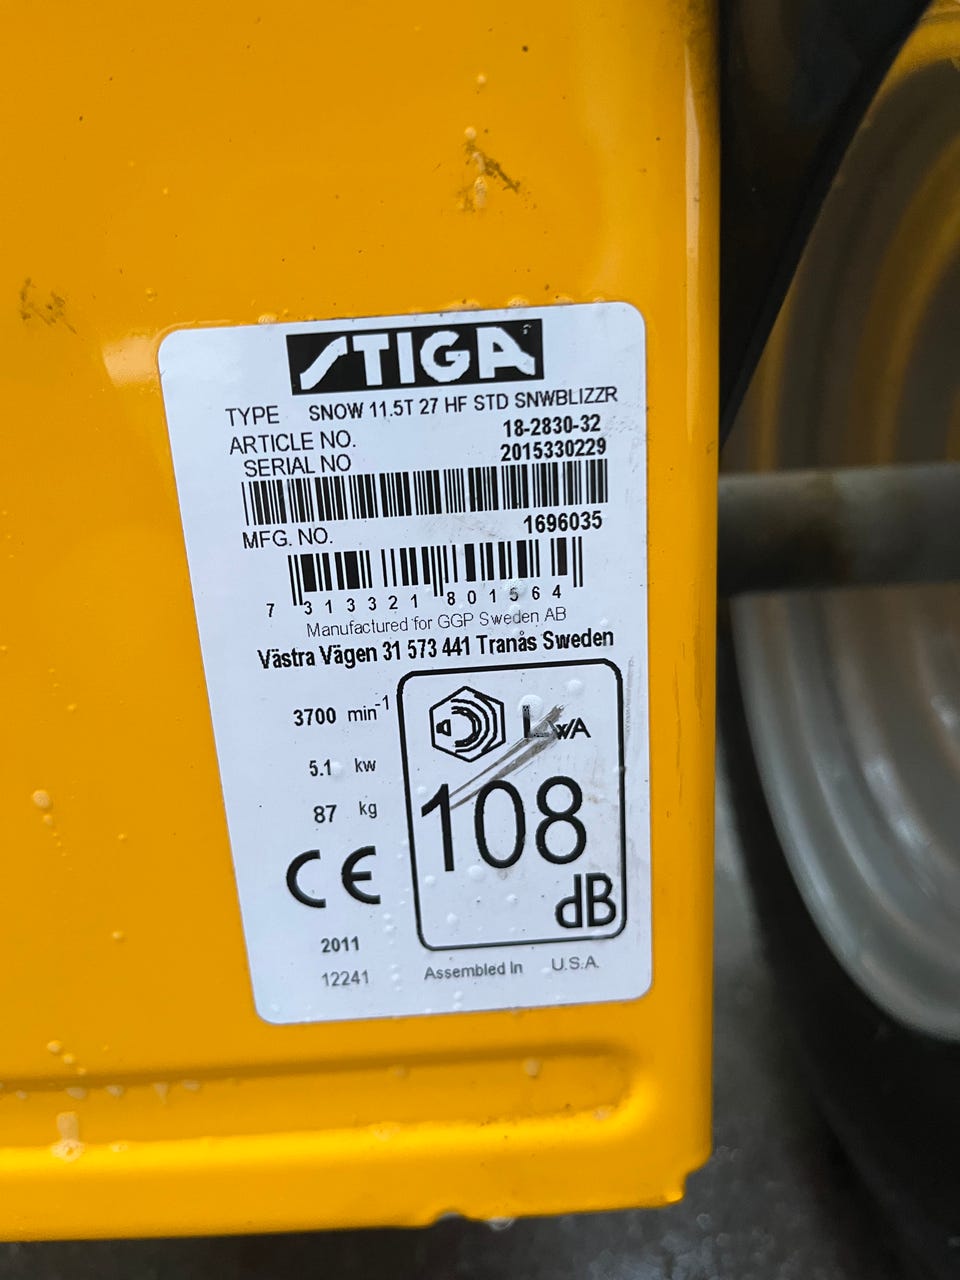 STIGA
TYPE SNOW 11.5T 27 HF STD SNWBLIZZR
ARTICLE NO. 18-2830-32
SERIAL NO 2015330229
MFG. NO. 1696035
7 313321 801564
Manufactured for GGP Sweden AB
Västra Vägen 31 573 441 Tranås Sweden
3700 min-1
5.1 kw
87 kg
CE
2011
12241
LWA
108
dB
Assembled In U.S.A.